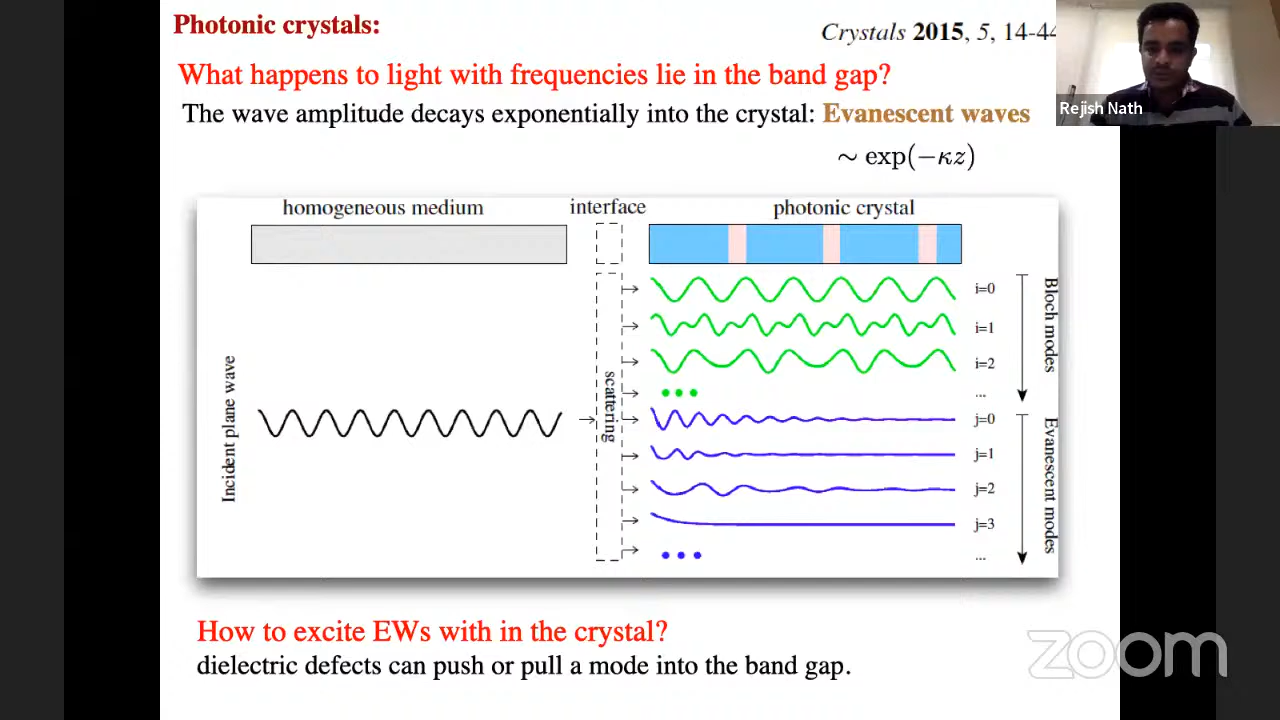 Photonic crystals:
Crystals 2015, 5, 14-44
Rejish Nath
What happens to light with frequencies lie in the band gap?
The wave amplitude decays exponentially into the crystal: Evanescent waves
~ exp(−κz)
homogeneous medium
interface
photonic crystal
Incident plane wave
scattering
i=0
i=1
i=2
...
Bloch modes
j=0
j=1
j=2
j=3
...
Evanescent modes
How to excite EWs with in the crystal?
dielectric defects can push or pull a mode into the band gap.
zoom